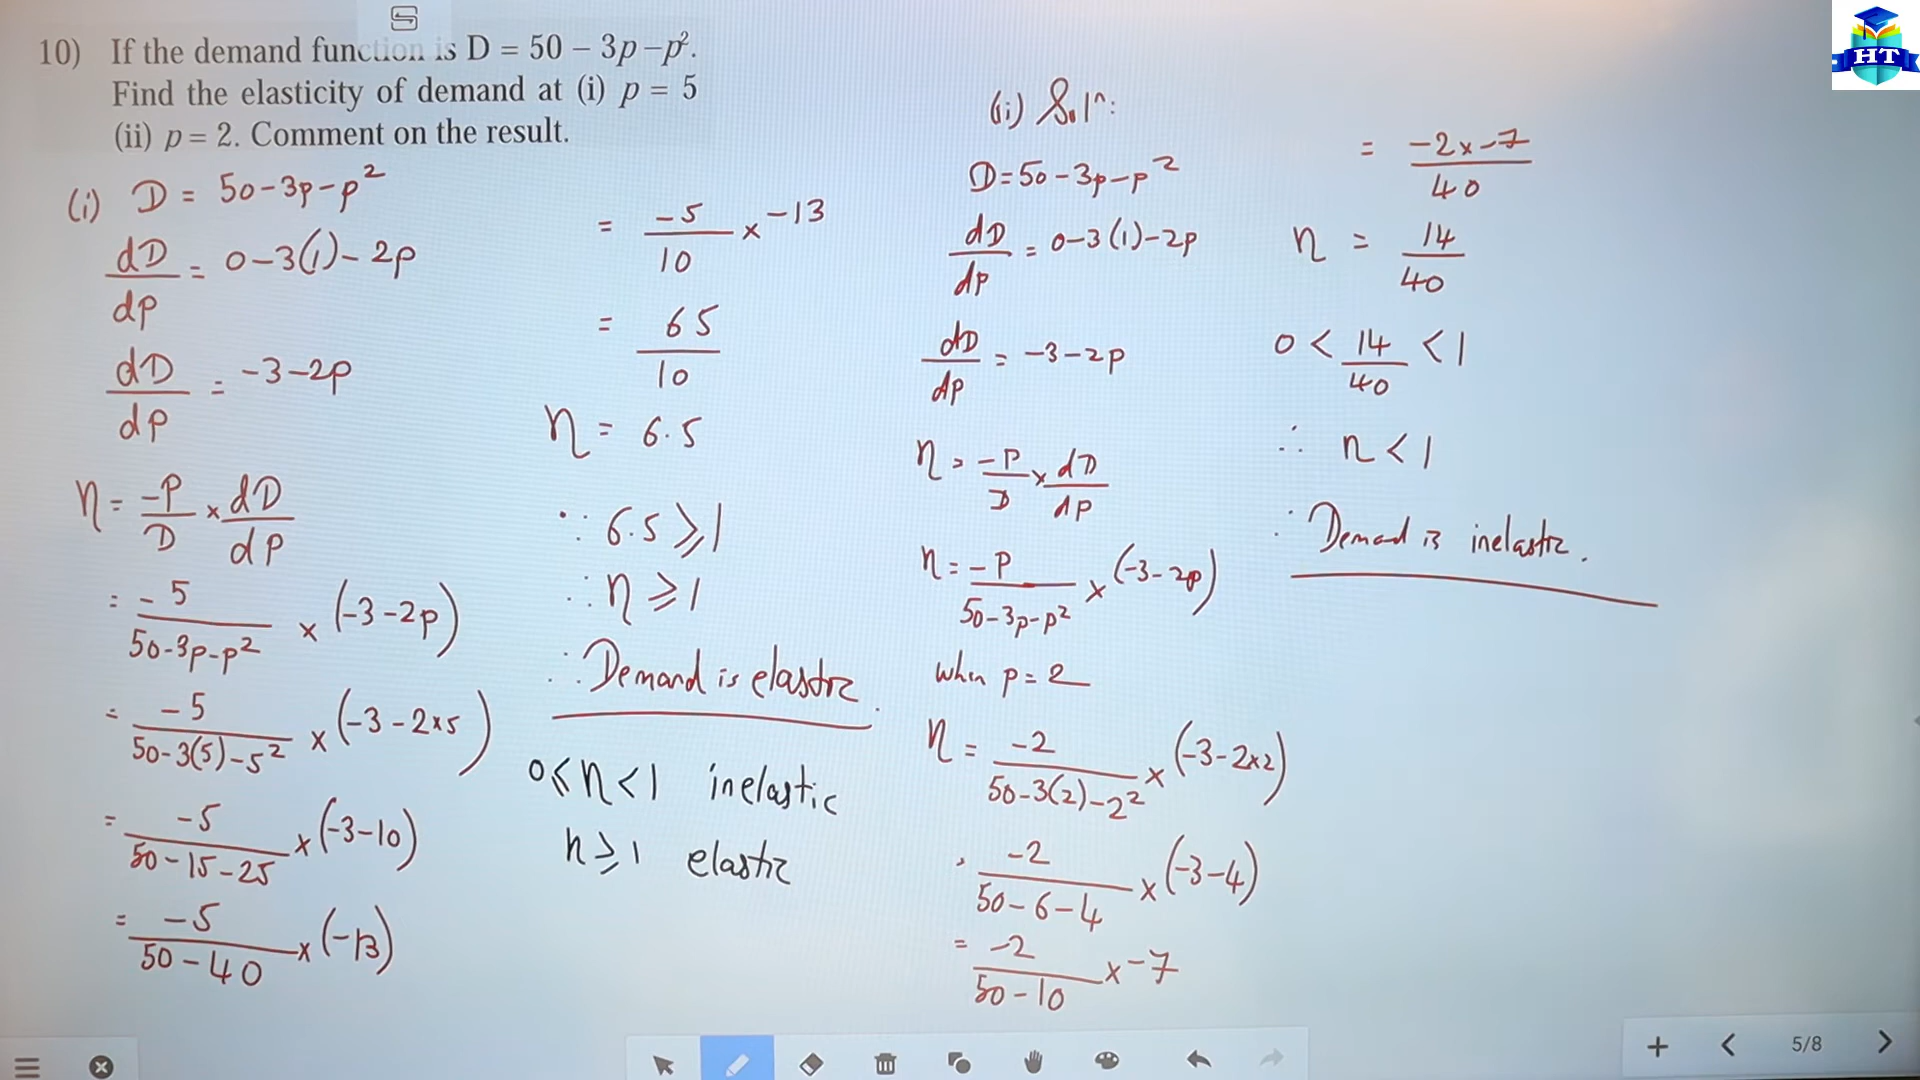 10) If the demand function is D = 50 – 3p – p².
Find the elasticity of demand at (i) p = 5
(ii) p = 2. Comment on the result.
(i) D = 50-3p-p²
dD/dp = 0-3(1)-2p
dD/dp = -3-2p
η = -P/D × dD/dP
= -5/(50-3p-p²) × (-3-2p)
= -5/(50-3(5)-5²) × (-3-2×5)
= -5/(50-15-25) × (-3-10)
= -5/(50-40) × (-13)
= -5/10 × -13
= 65/10
η = 6.5
∵ 6.5 ⩾ 1
∴ η ⩾ 1
∴ Demand is elastic.
0 ⩽ η < 1 inelastic
η ⩾ 1 elastic
(ii) Solⁿ:
D=50-3p-p²
dD/dp = 0-3(1)-2p
dD/dp = -3-2p
η = -P/D × dD/dp
η = -P/(50-3p-p²) × (-3-2p)
when p = 2
η = -2/(50-3(2)-2²) × (-3-2×2)
= -2/(50-6-4) × (-3-4)
= -2/(50-10) × -7
= (-2×-7)/40
η = 14/40
0 < 14/40 < 1
∴ η < 1
∴ Demand is inelastic.
HT
5/8